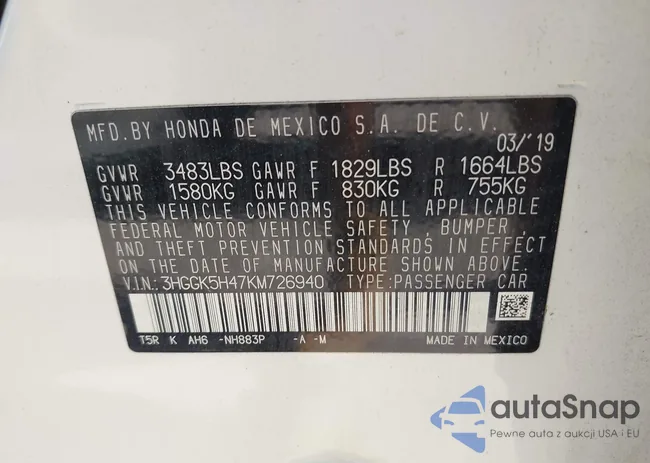 MFD.BY HONDA DE MEXICO S.A. DE C.V.
03/'19
GVWR 3483LBS GAWR F 1829LBS R 1664LBS
GVWR 1580KG GAWR F 830KG R 755KG
THIS VEHICLE CONFORMS TO ALL APPLICABLE
FEDERAL MOTOR VEHICLE SAFETY, BUMPER,
AND THEFT PREVENTION STANDARDS IN EFFECT
ON THE DATE OF MANUFACTURE SHOWN ABOVE.
V.I.N.: 3HGGK5H47KM726940 TYPE:PASSENGER CAR
T5R K AH6 -NH883P -A -M MADE IN MEXICO
autoSnap
Pewne auta z aukcji USA i EU